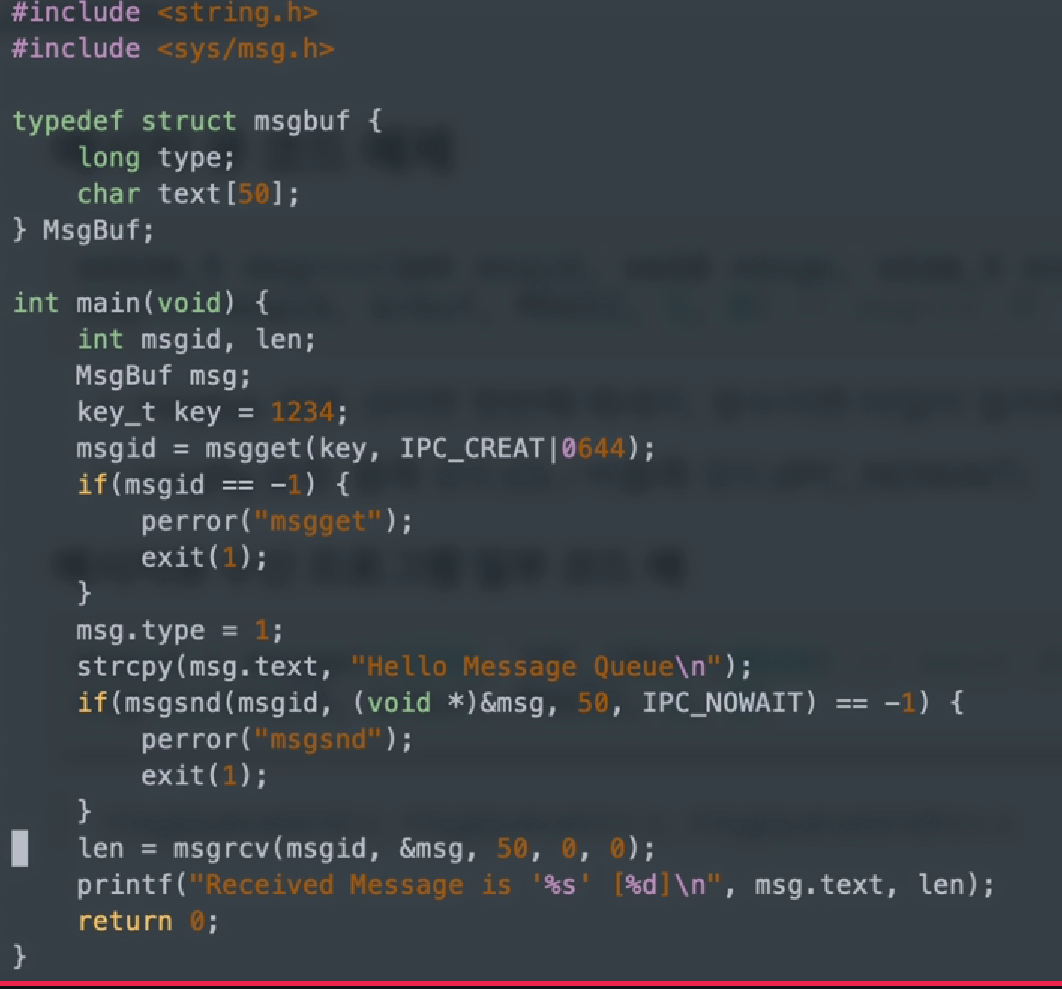 #include <string.h>
#include <sys/msg.h>
typedef struct msgbuf {
    long type;
    char text[50];
} MsgBuf;
int main(void) {
    int msgid, len;
    MsgBuf msg;
    key_t key = 1234;
    msgid = msgget(key, IPC_CREAT|0644);
    if(msgid == -1) {
        perror("msgget");
        exit(1);
    }
    msg.type = 1;
    strcpy(msg.text, "Hello Message Queue\n");
    if(msgsnd(msgid, (void *)&msg, 50, IPC_NOWAIT) == -1) {
        perror("msgsnd");
        exit(1);
    }
    len = msgrcv(msgid, &msg, 50, 0, 0);
    printf("Received Message is '%s' [%d]\n", msg.text, len);
    return 0;
}